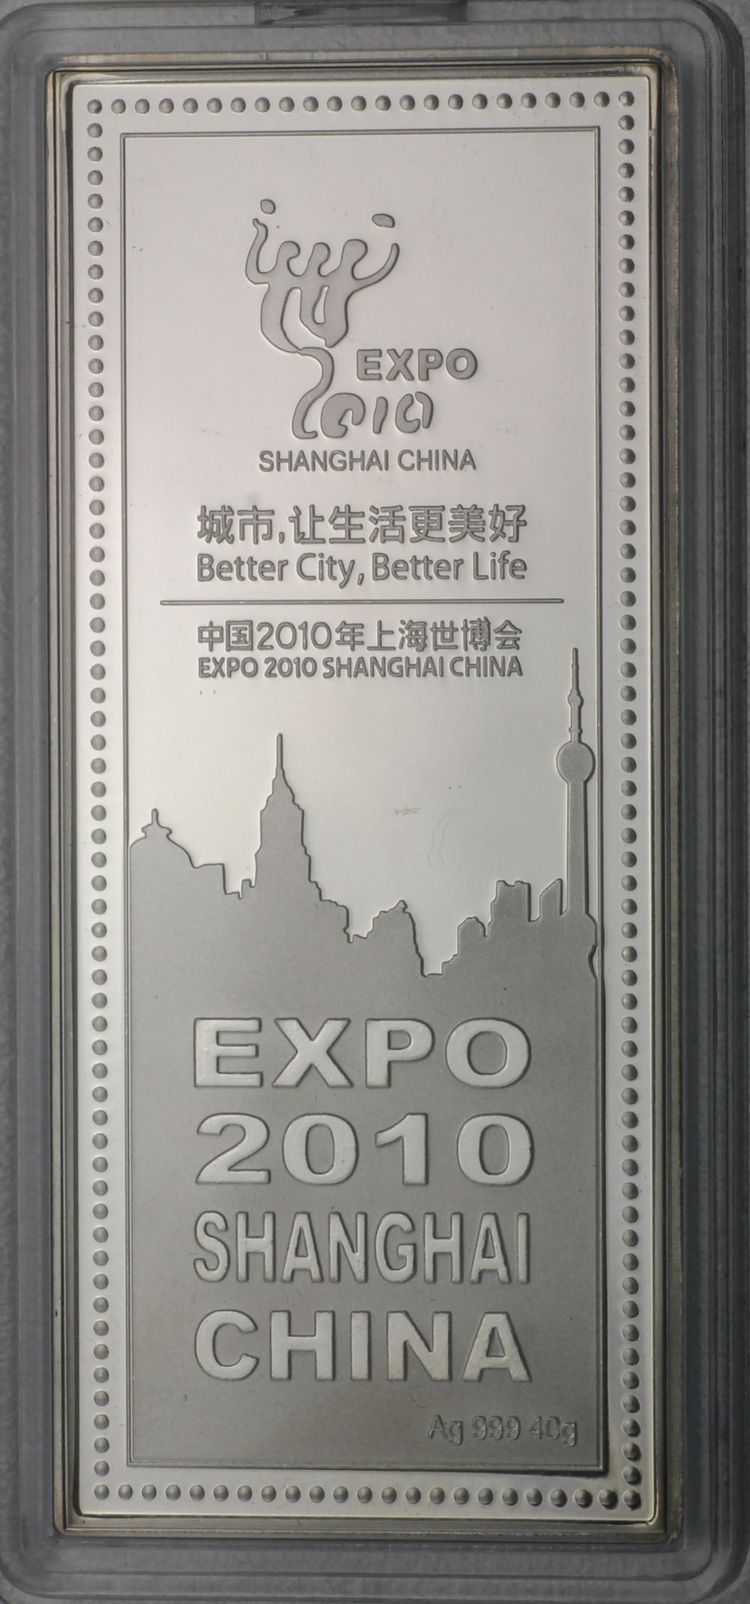 EXPO
2010
SHANGHAI CHINA
城市,让生活更美好
Better City, Better Life
中国2010年上海世博会
EXPO 2010 SHANGHAI CHINA
EXPO
2010
SHANGHAI
CHINA
Ag 999 40g